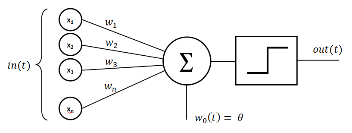 x₁
w₁
x₂
w₂
in(t)
x₃
w₃
∑
out(t)
xₙ
wₙ
w₀(t) = θ